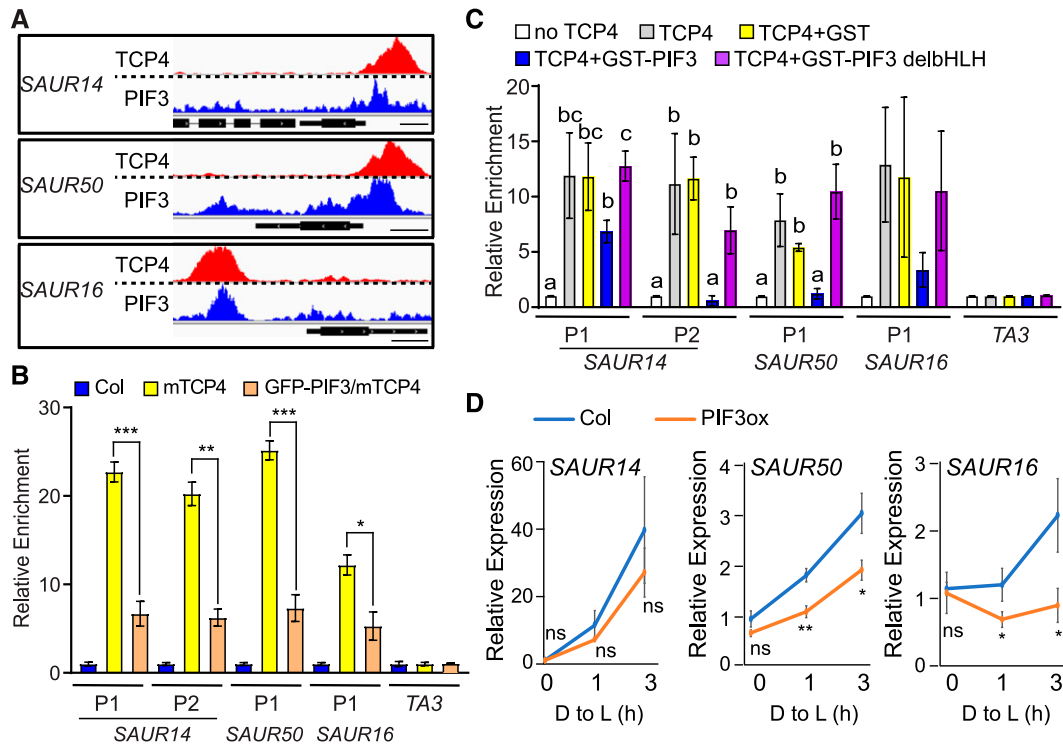 A
SAUR14
TCP4
PIF3
SAUR50
TCP4
PIF3
SAUR16
TCP4
PIF3
B
Col mTCP4 GFP-PIF3/mTCP4
Relative Enrichment
30
20
10
0
*** ** *** *
P1 P2 P1 P1 TA3
SAUR14 SAUR50 SAUR16
C
no TCP4 TCP4 TCP4+GST
TCP4+GST-PIF3 TCP4+GST-PIF3 delbHLH
Relative Enrichment
20
15
10
5
0
a bc bc b c a b b a b a b b a b
P1 P2 P1 P1 TA3
SAUR14 SAUR50 SAUR16
D
Col PIF3ox
SAUR14
Relative Expression
60
40
20
0
ns ns ns
0 1 3
D to L (h)
SAUR50
Relative Expression
4
3
2
1
0
ns ** *
0 1 3
D to L (h)
SAUR16
Relative Expression
3
2
1
0
ns * *
0 1 3
D to L (h)